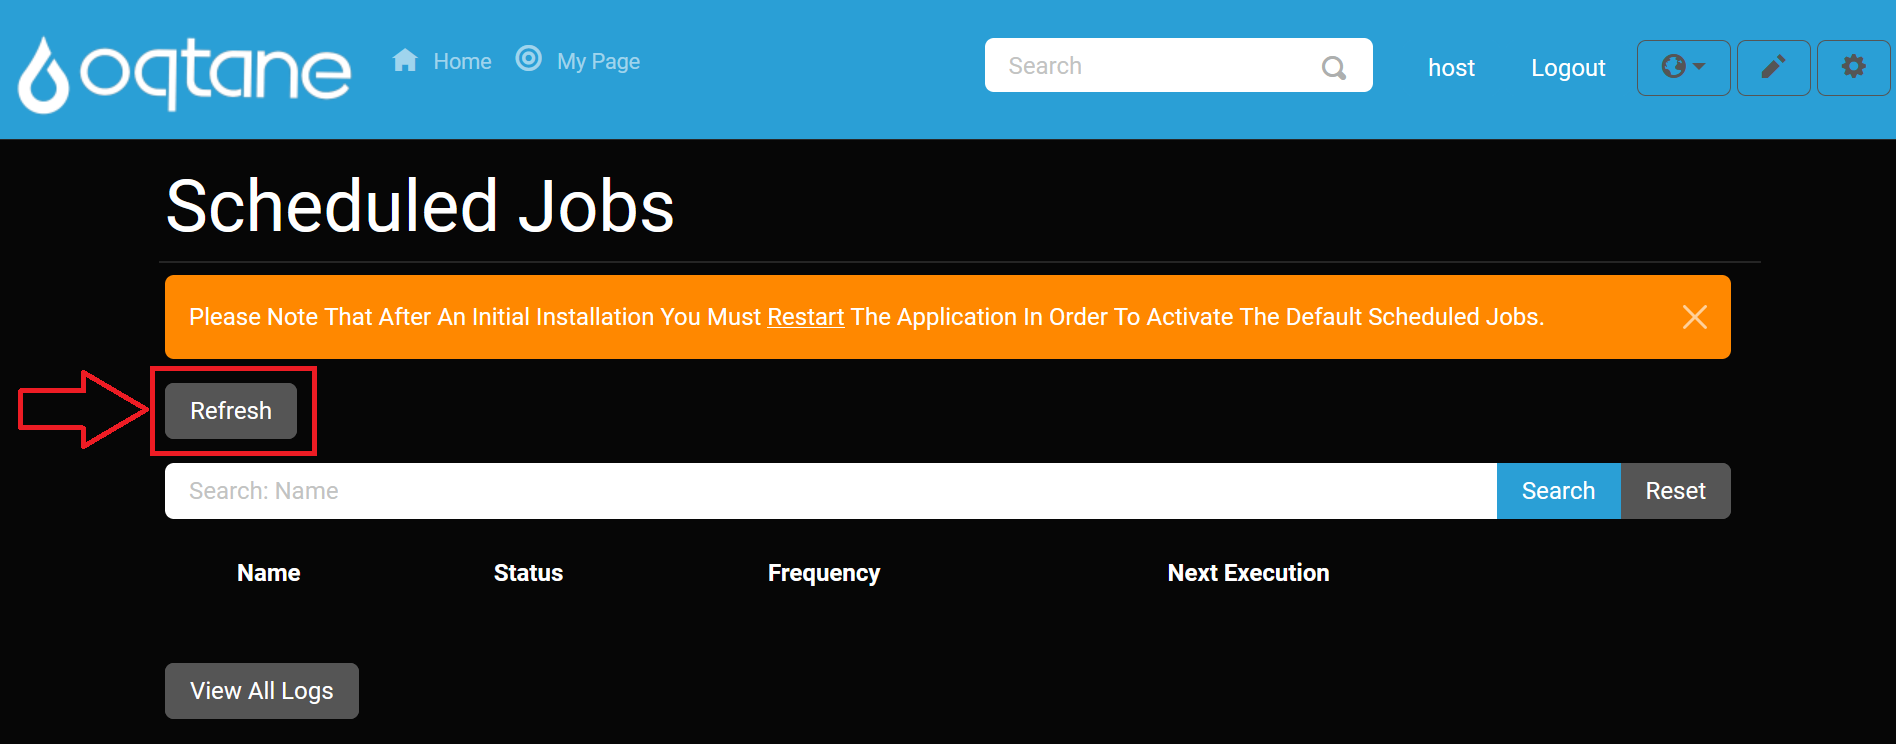 oqtane
Home My Page
Search
host Logout
Scheduled Jobs
Please Note That After An Initial Installation You Must Restart The Application In Order To Activate The Default Scheduled Jobs.
Refresh
Search: Name Search Reset
Name Status Frequency Next Execution
View All Logs